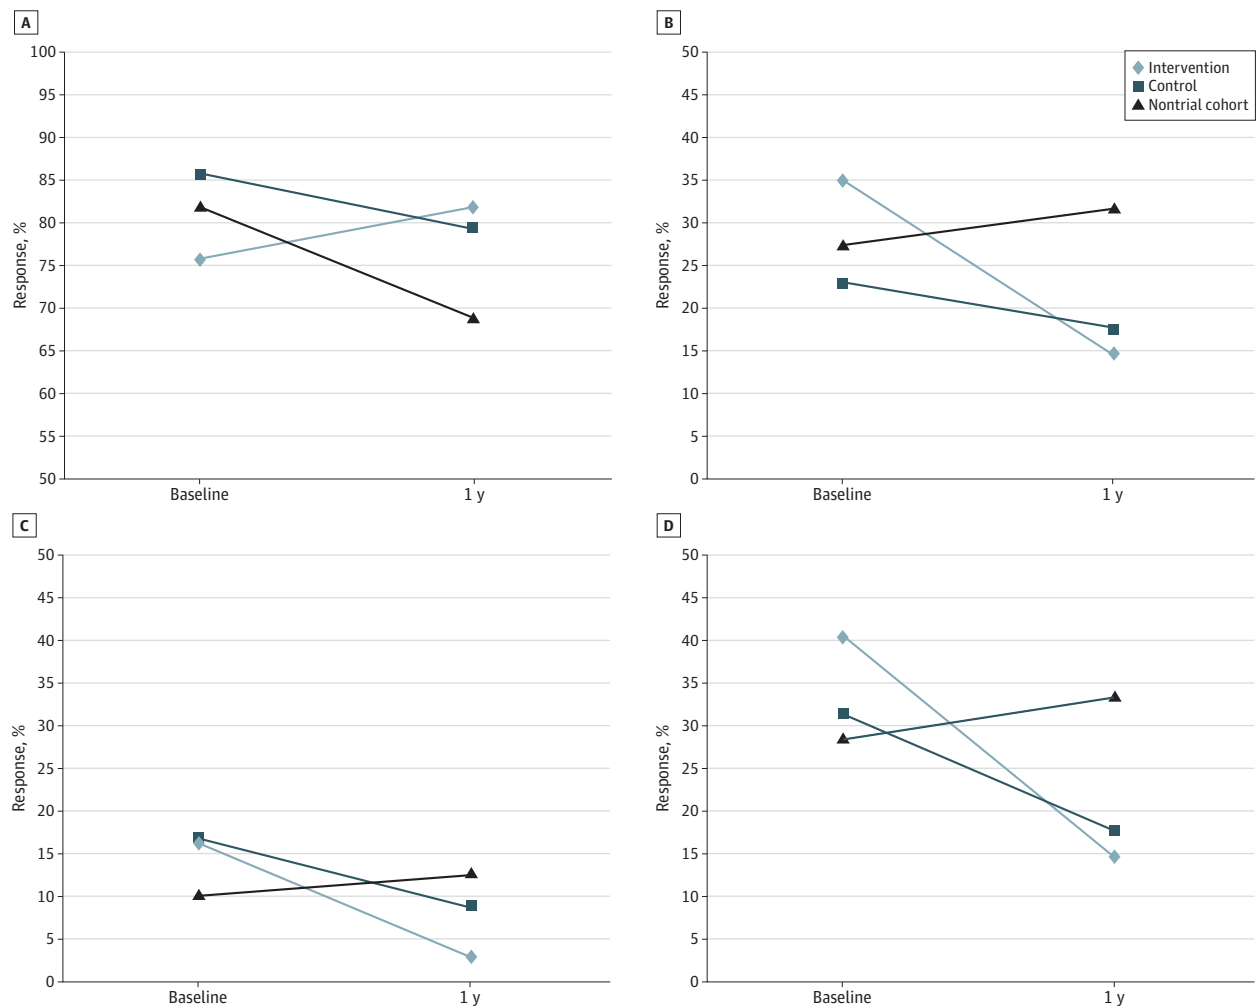 A
100
95
90
85
80
75
70
65
60
55
50
Response, %
Baseline 1 y
B
50
45
40
35
30
25
20
15
10
5
0
Response, %
Baseline 1 y
Intervention
Control
Nontrial cohort
C
50
45
40
35
30
25
20
15
10
5
0
Response, %
Baseline 1 y
D
50
45
40
35
30
25
20
15
10
5
0
Response, %
Baseline 1 y